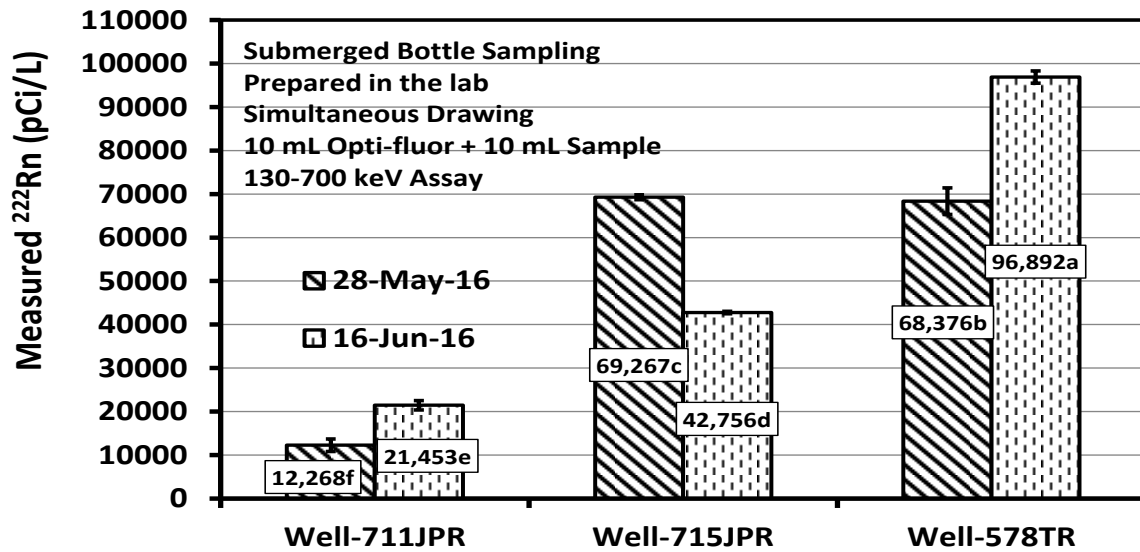 Measured ²²²Rn (pCi/L)
110000
100000
90000
80000
70000
60000
50000
40000
30000
20000
10000
0
Submerged Bottle Sampling
Prepared in the lab
Simultaneous Drawing
10 mL Opti-fluor + 10 mL Sample
130-700 keV Assay
28-May-16
16-Jun-16
12,268f
21,453e
69,267c
42,756d
68,376b
96,892a
Well-711JPR
Well-715JPR
Well-578TR